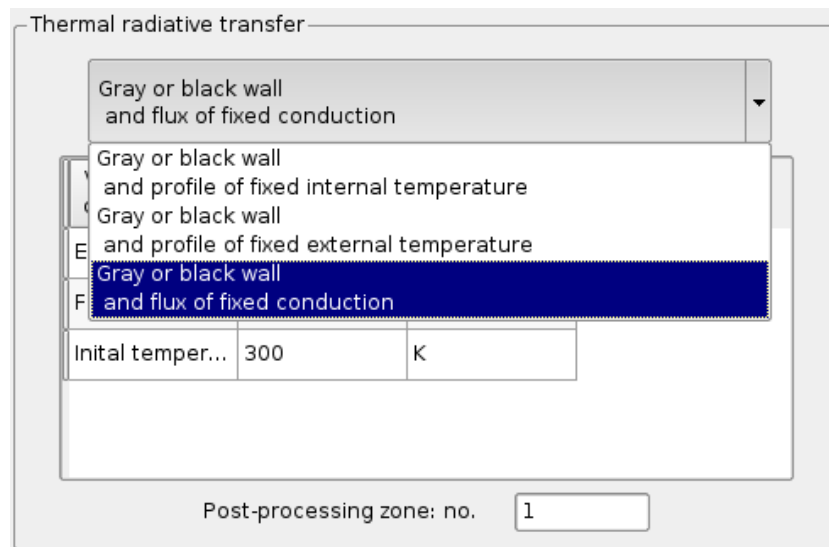 Thermal radiative transfer
Gray or black wall
and flux of fixed conduction
Gray or black wall
and profile of fixed internal temperature
Gray or black wall
and profile of fixed external temperature
E
Gray or black wall
F
and flux of fixed conduction
Inital temper... 300 K
Post-processing zone: no. 1